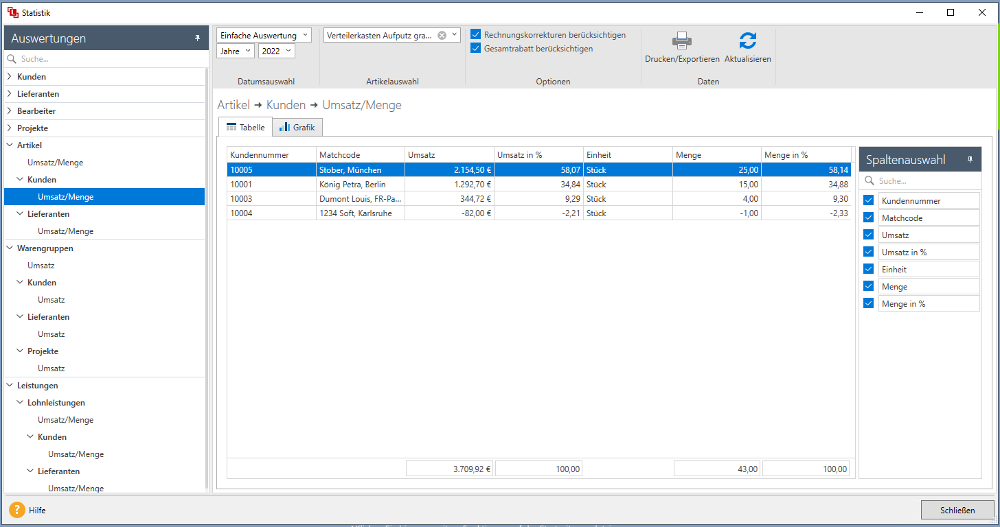 Statistik
Auswertungen
Suche...
Kunden
Lieferanten
Bearbeiter
Projekte
Artikel
Umsatz/Menge
Kunden
Umsatz/Menge
Lieferanten
Umsatz/Menge
Warengruppen
Umsatz
Kunden
Umsatz
Lieferanten
Umsatz
Projekte
Umsatz
Leistungen
Lohnleistungen
Umsatz/Menge
Kunden
Umsatz/Menge
Lieferanten
Umsatz/Menge
Einfache Auswertung
Jahre 2022
Datumsauswahl
Verteilerkasten Aufputz gra...
Artikelauswahl
Rechnungskorrekturen berücksichtigen
Gesamtrabatt berücksichtigen
Optionen
Drucken/Exportieren Aktualisieren
Daten
Artikel → Kunden → Umsatz/Menge
Tabelle Grafik
Kundennummer Matchcode Umsatz Umsatz in % Einheit Menge Menge in %
10005 Stober, München 2.154,50 € 58,07 Stück 25,00 58,14
10001 König Petra, Berlin 1.292,70 € 34,84 Stück 15,00 34,88
10003 Dumont Louis, FR-Pa... 344,72 € 9,29 Stück 4,00 9,30
10004 1234 Soft, Karlsruhe -82,00 € -2,21 Stück -1,00 -2,33
3.709,92 € 100,00 43,00 100,00
Spaltenauswahl
Suche...
Kundennummer
Matchcode
Umsatz
Umsatz in %
Einheit
Menge
Menge in %
? Hilfe
Schließen